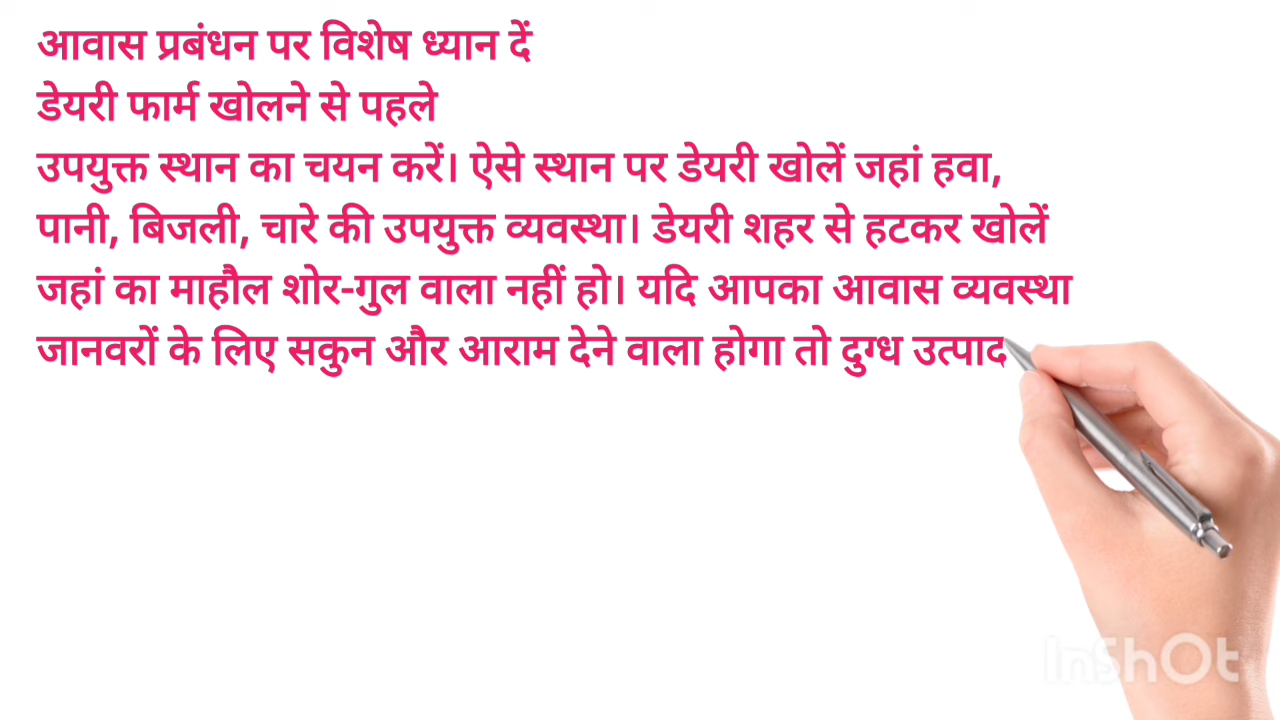 आवास प्रबंधन पर विशेष ध्यान दें
डेयरी फार्म खोलने से पहले
उपयुक्त स्थान का चयन करें। ऐसे स्थान पर डेयरी खोलें जहां हवा,
पानी, बिजली, चारे की उपयुक्त व्यवस्था। डेयरी शहर से हटकर खोलें
जहां का माहौल शोर-गुल वाला नहीं हो। यदि आपका आवास व्यवस्था
जानवरों के लिए सकुन और आराम देने वाला होगा तो दुग्ध उत्पाद
InShOt